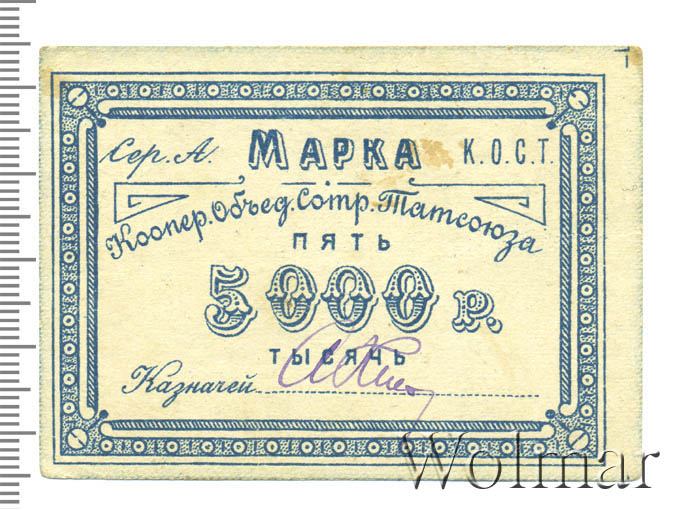 Сер. А. МАРКА К.О.С.Т.
Коопер. Объед. Сотр. Татсоюза
ПЯТЬ
5000 р.
ТЫСЯЧЬ
Казначей
Wolmar